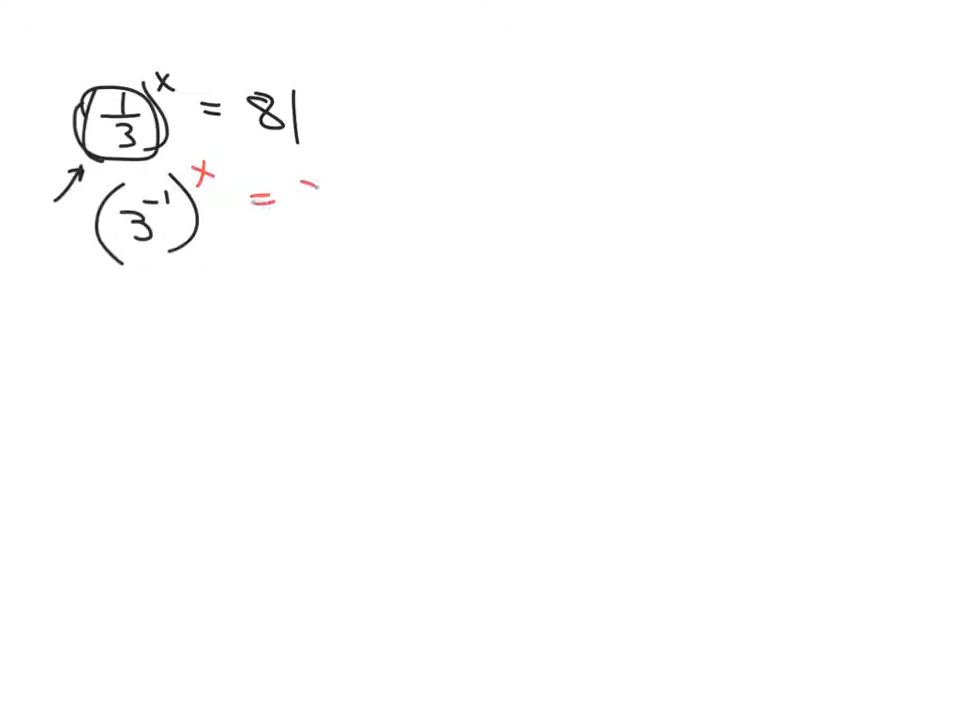 (1/3)^x = 81
(3^-1)^x =